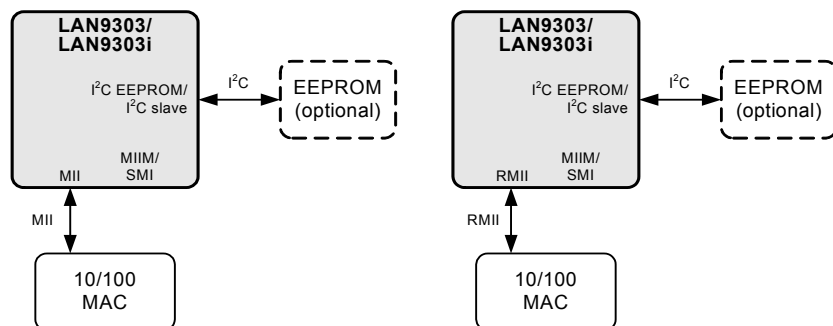 LAN9303/
LAN9303i
I²C EEPROM/
I²C slave
I²C
EEPROM
(optional)
MII
MIIM/
SMI
MII
10/100
MAC
LAN9303/
LAN9303i
I²C EEPROM/
I²C slave
I²C
EEPROM
(optional)
RMII
MIIM/
SMI
RMII
10/100
MAC